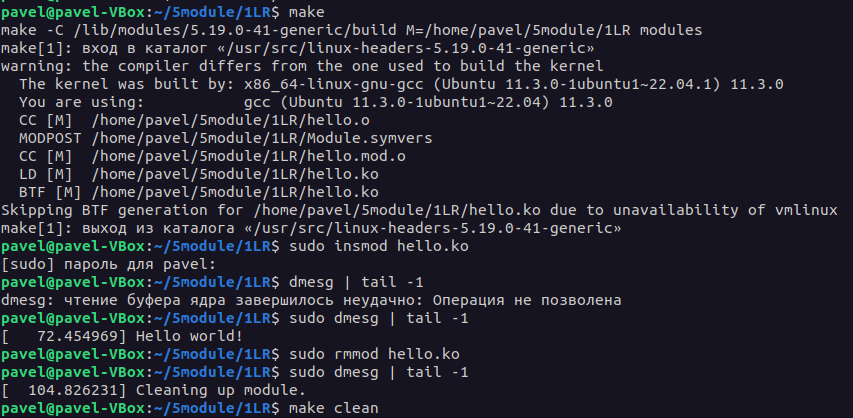 pavel@pavel-VBox:~/5module/1LR$ make
make -C /lib/modules/5.19.0-41-generic/build M=/home/pavel/5module/1LR modules
make[1]: вход в каталог «/usr/src/linux-headers-5.19.0-41-generic»
warning: the compiler differs from the one used to build the kernel
  The kernel was built by: x86_64-linux-gnu-gcc (Ubuntu 11.3.0-1ubuntu1~22.04.1) 11.3.0
  You are using:           gcc (Ubuntu 11.3.0-1ubuntu1~22.04) 11.3.0
  CC [M]  /home/pavel/5module/1LR/hello.o
  MODPOST /home/pavel/5module/1LR/Module.symvers
  CC [M]  /home/pavel/5module/1LR/hello.mod.o
  LD [M]  /home/pavel/5module/1LR/hello.ko
  BTF [M] /home/pavel/5module/1LR/hello.ko
Skipping BTF generation for /home/pavel/5module/1LR/hello.ko due to unavailability of vmlinux
make[1]: выход из каталога «/usr/src/linux-headers-5.19.0-41-generic»
pavel@pavel-VBox:~/5module/1LR$ sudo insmod hello.ko
[sudo] пароль для pavel:
pavel@pavel-VBox:~/5module/1LR$ dmesg | tail -1
dmesg: чтение буфера ядра завершилось неудачно: Операция не позволена
pavel@pavel-VBox:~/5module/1LR$ sudo dmesg | tail -1
[   72.454969] Hello world!
pavel@pavel-VBox:~/5module/1LR$ sudo rmmod hello.ko
pavel@pavel-VBox:~/5module/1LR$ sudo dmesg | tail -1
[  104.826231] Cleaning up module.
pavel@pavel-VBox:~/5module/1LR$ make clean